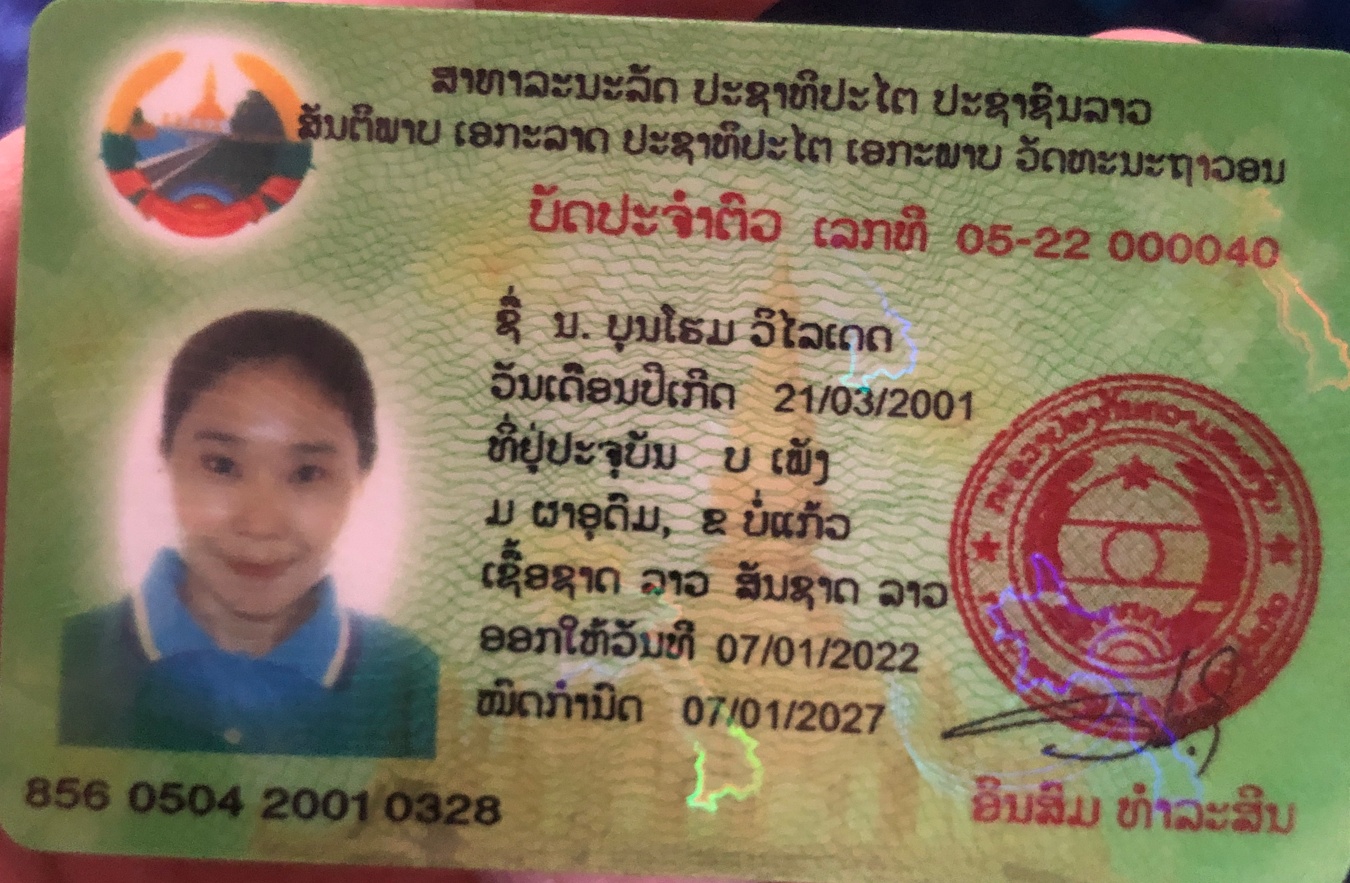 ສາທາລະນະລັດ ປະຊາທິປະໄຕ ປະຊາຊົນລາວ
ສັນຕິພາບ ເອກະລາດ ປະຊາທິປະໄຕ ເອກະພາບ ວັດທະນະຖາວອນ
ບັດປະຈຳຕົວ ເລກທີ 05-22 000040
ຊື່ ນ. ບຸນໂຮມ ວິໄລເດດ
ວັນເດືອນປີເກີດ 21/03/2001
ທີ່ຢູ່ປະຈຸບັນ ບ ເພັງ
ມ ຜາອຸດົມ, ຂ ບໍ່ແກ້ວ
ເຊື້ອຊາດ ລາວ ສັນຊາດ ລາວ
ອອກໃຫ້ວັນທີ 07/01/2022
ໝົດກຳນົດ 07/01/2027
856 0504 2001 0328
ອິນສົມ ທຳລະສິນ